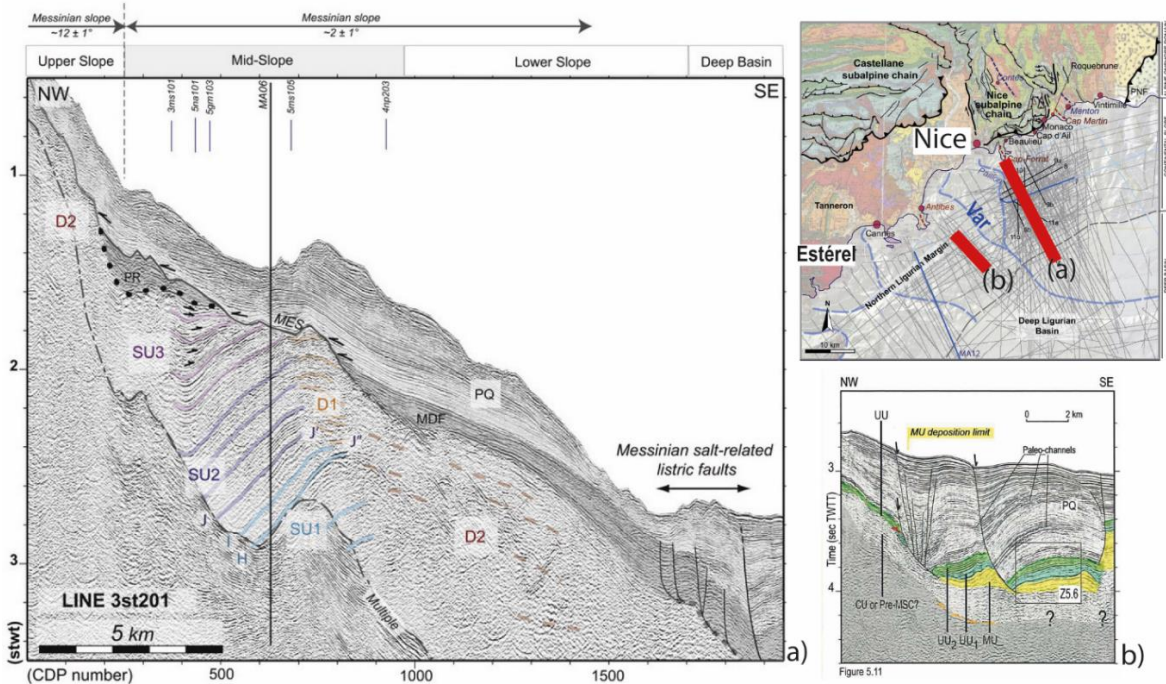 Messinian slope
~12 ± 1°
Messinian slope
~2 ± 1°
Upper Slope
Mid-Slope
Lower Slope
Deep Basin
NW
SE
3ms101
5na101
5gm103
MA06
5ms105
4np203
1
2
3
(stwt)
D2
PR
SU3
MES
PQ
D1
MDF
J'
J"
SU2
J
I
H
SU1
D2
Multiple
Messinian salt-related
listric faults
LINE 3st201
5 km
(CDP number)
500
1000
1500
a)
Castellane
subalpine chain
Nice
subalpine
chain
Contes
Roquebrune
PNF
Vintimille
Menton
Cap Martin
Monaco
Cap d'Ail
Beaulieu
Cap Ferrat
Nice
Tanneron
Antibes
Var
Cannes
Estérel
Northern Ligurian Margin
(b)
(a)
Deep Ligurian
Basin
N
10 km
MA12
NW
SE
0 2 km
UU
MU deposition limit
Paleo-channels
PQ
3
4
Time (sec TWTT)
CU or Pre-MSC?
Z5.6
?
?
UU2
UU1
MU
Figure 5.11
b)